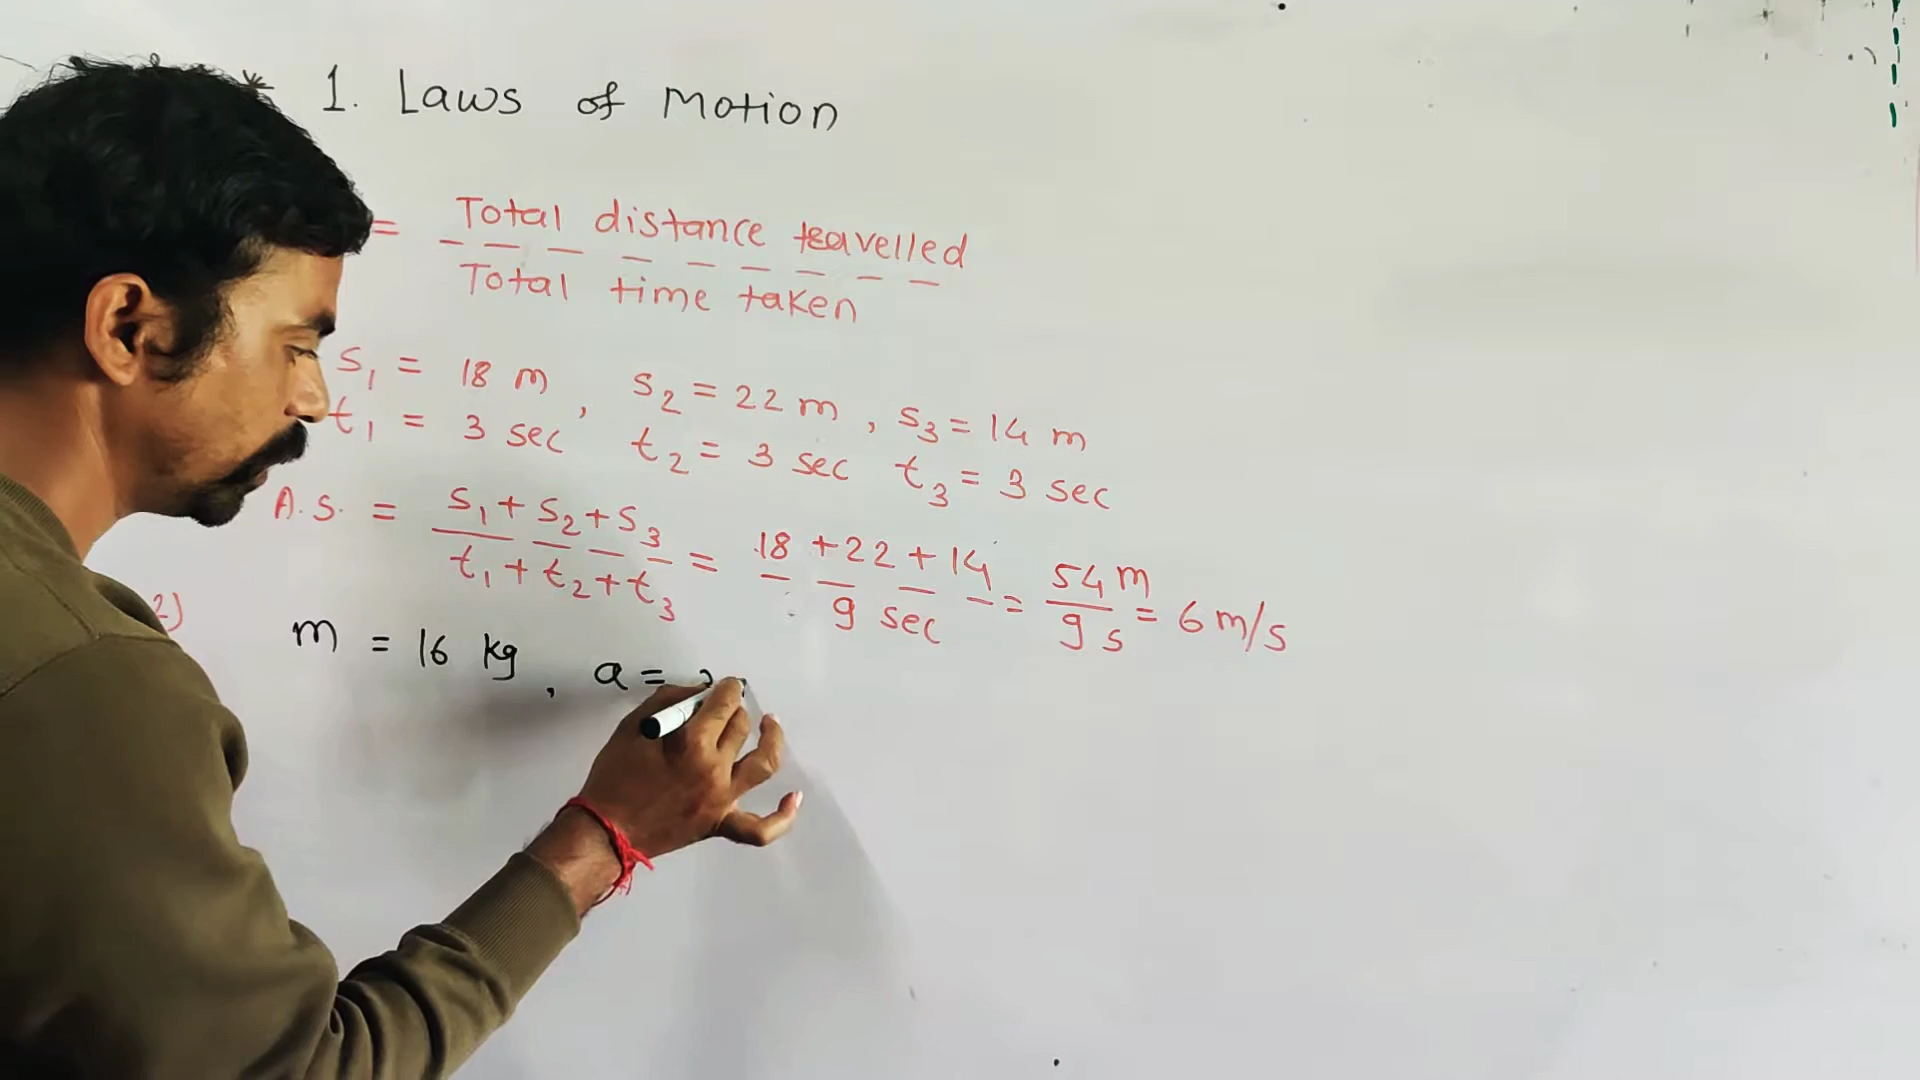 * 1. Laws of Motion
= Total distance travelled
Total time taken
s₁ = 18 m, s₂ = 22 m, s₃ = 14 m
t₁ = 3 sec t₂ = 3 sec t₃ = 3 sec
A.S. = s₁+s₂+s₃ = 18+22+14 = 54m = 6 m/s
t₁+t₂+t₃ 9 sec 9 s
2) m = 16 kg, a =